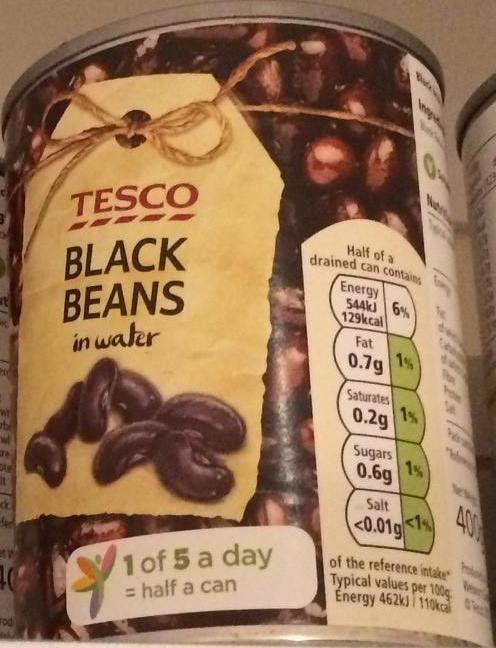 TESCO
BLACK
BEANS
in water
1 of 5 a day
= half a can
Half of a
drained can contains
Energy
544kJ
129kcal
6%
Fat
0.7g
1%
Saturates
0.2g
1%
Sugars
0.6g
1%
Salt
<0.01g
<1%
of the reference intake*
Typical values per 100g:
Energy 462kJ / 110kcal
Black
400g